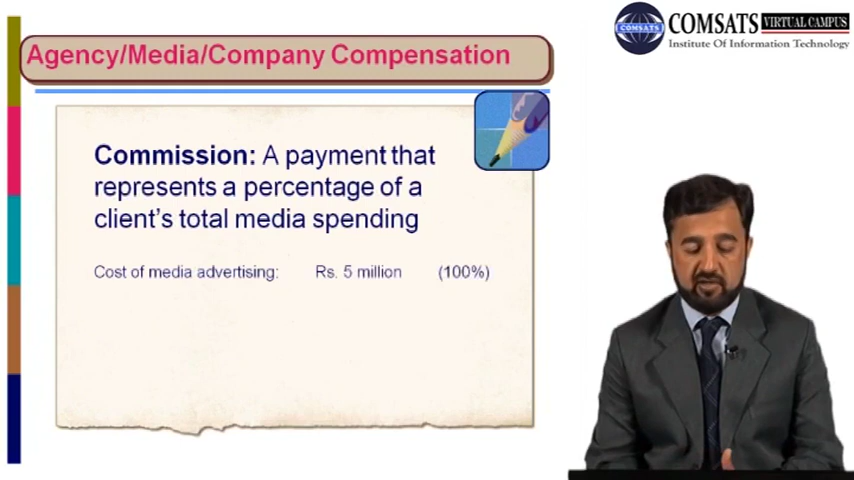 Agency/Media/Company Compensation
COMSATS VIRTUAL CAMPUS
Institute Of Information Technology
COMSATS
Commission: A payment that
represents a percentage of a
client's total media spending
Cost of media advertising: Rs. 5 million (100%)